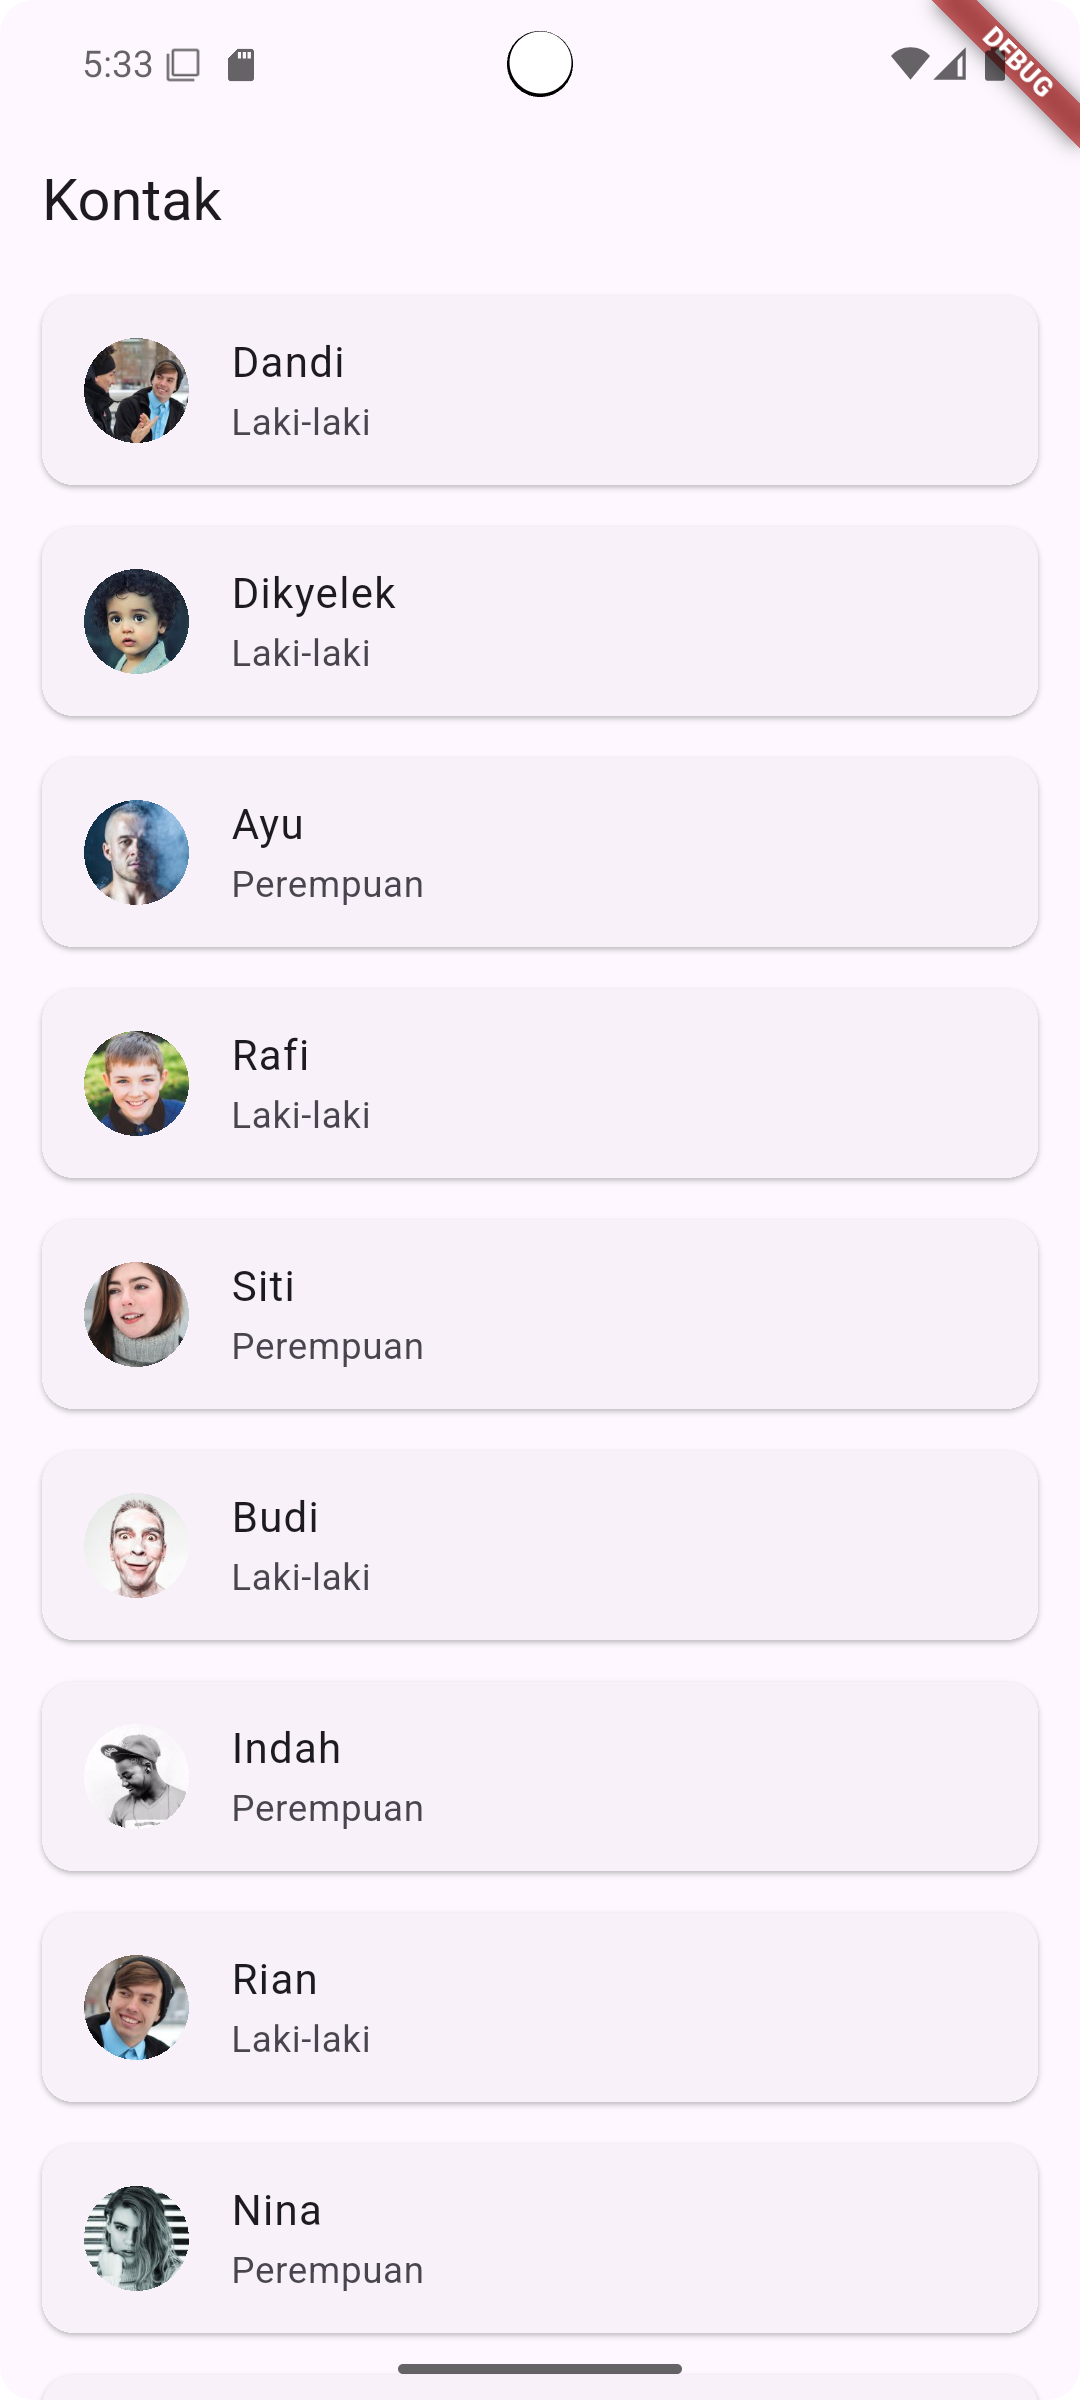 5:33
DEBUG
Kontak
Dandi
Laki-laki
Dikyelek
Laki-laki
Ayu
Perempuan
Rafi
Laki-laki
Siti
Perempuan
Budi
Laki-laki
Indah
Perempuan
Rian
Laki-laki
Nina
Perempuan